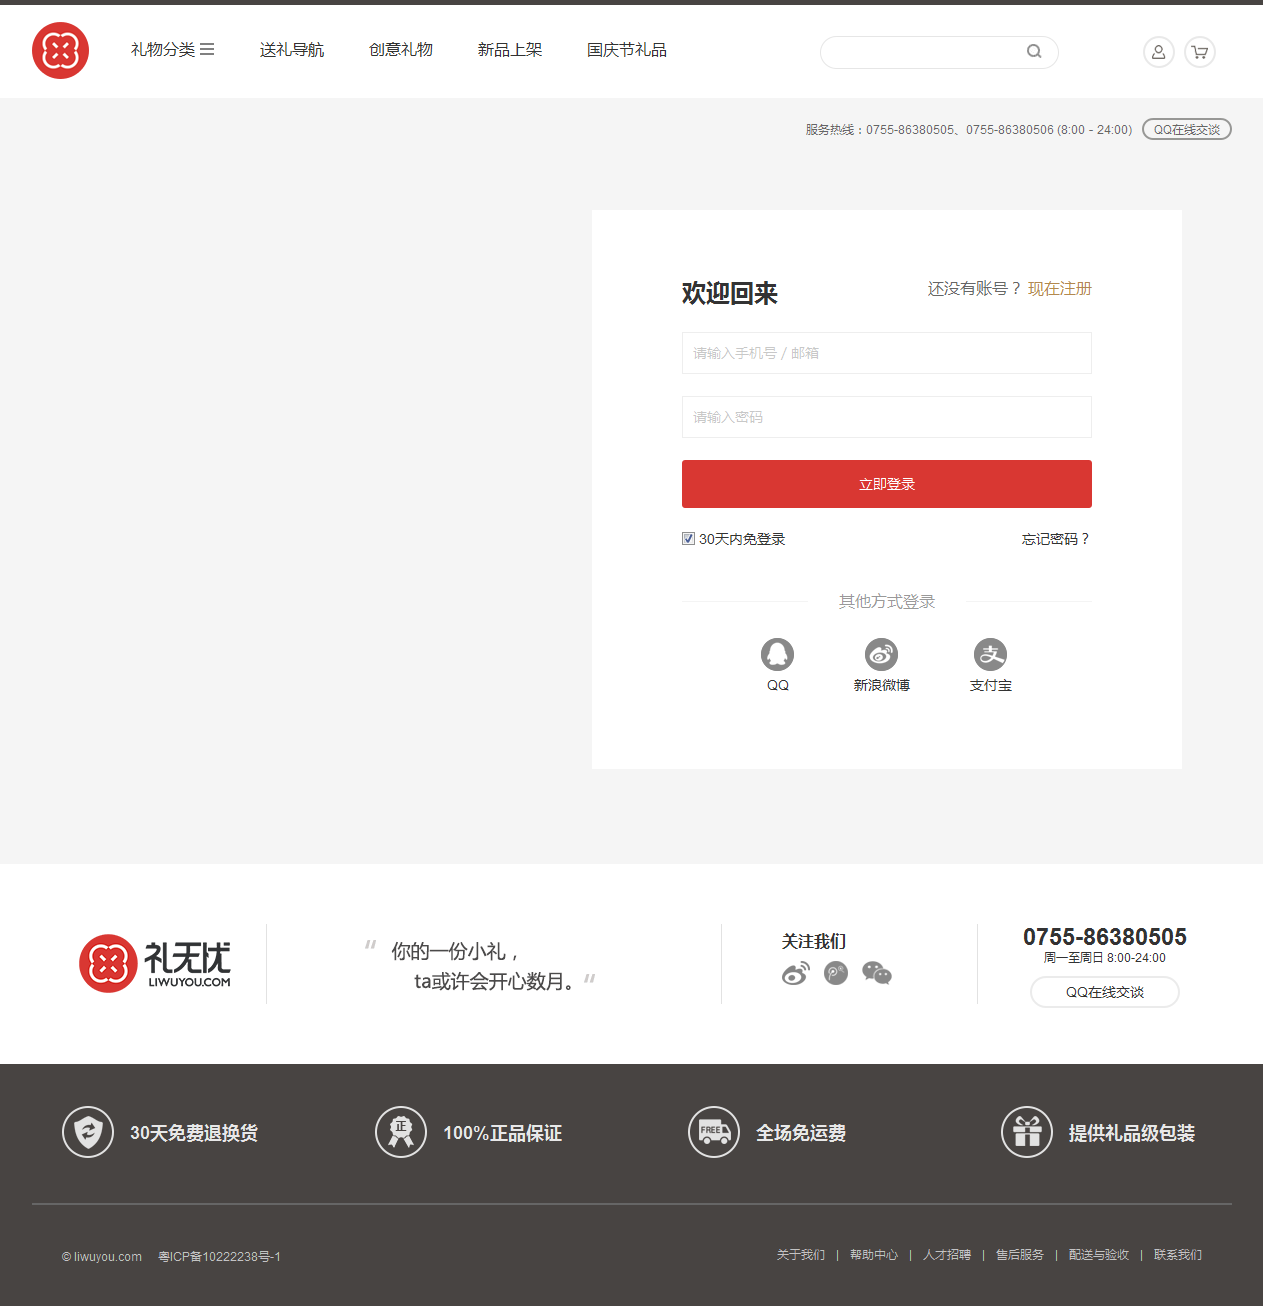 礼物分类
送礼导航
创意礼物
新品上架
国庆节礼品
服务热线：0755-86380505、0755-86380506 (8:00 - 24:00)
QQ在线交谈
欢迎回来
还没有账号？ 现在注册
请输入手机号 / 邮箱
请输入密码
立即登录
30天内免登录
忘记密码？
其他方式登录
QQ
新浪微博
支付宝
礼无忧
LIWUYOU.COM
“ 你的一份小礼，
ta或许会开心数月。”
关注我们
0755-86380505
周一至周日 8:00-24:00
QQ在线交谈
30天免费退换货
正
100%正品保证
FREE
全场免运费
提供礼品级包装
© liwuyou.com 粤ICP备10222238号-1
关于我们 | 帮助中心 | 人才招聘 | 售后服务 | 配送与验收 | 联系我们